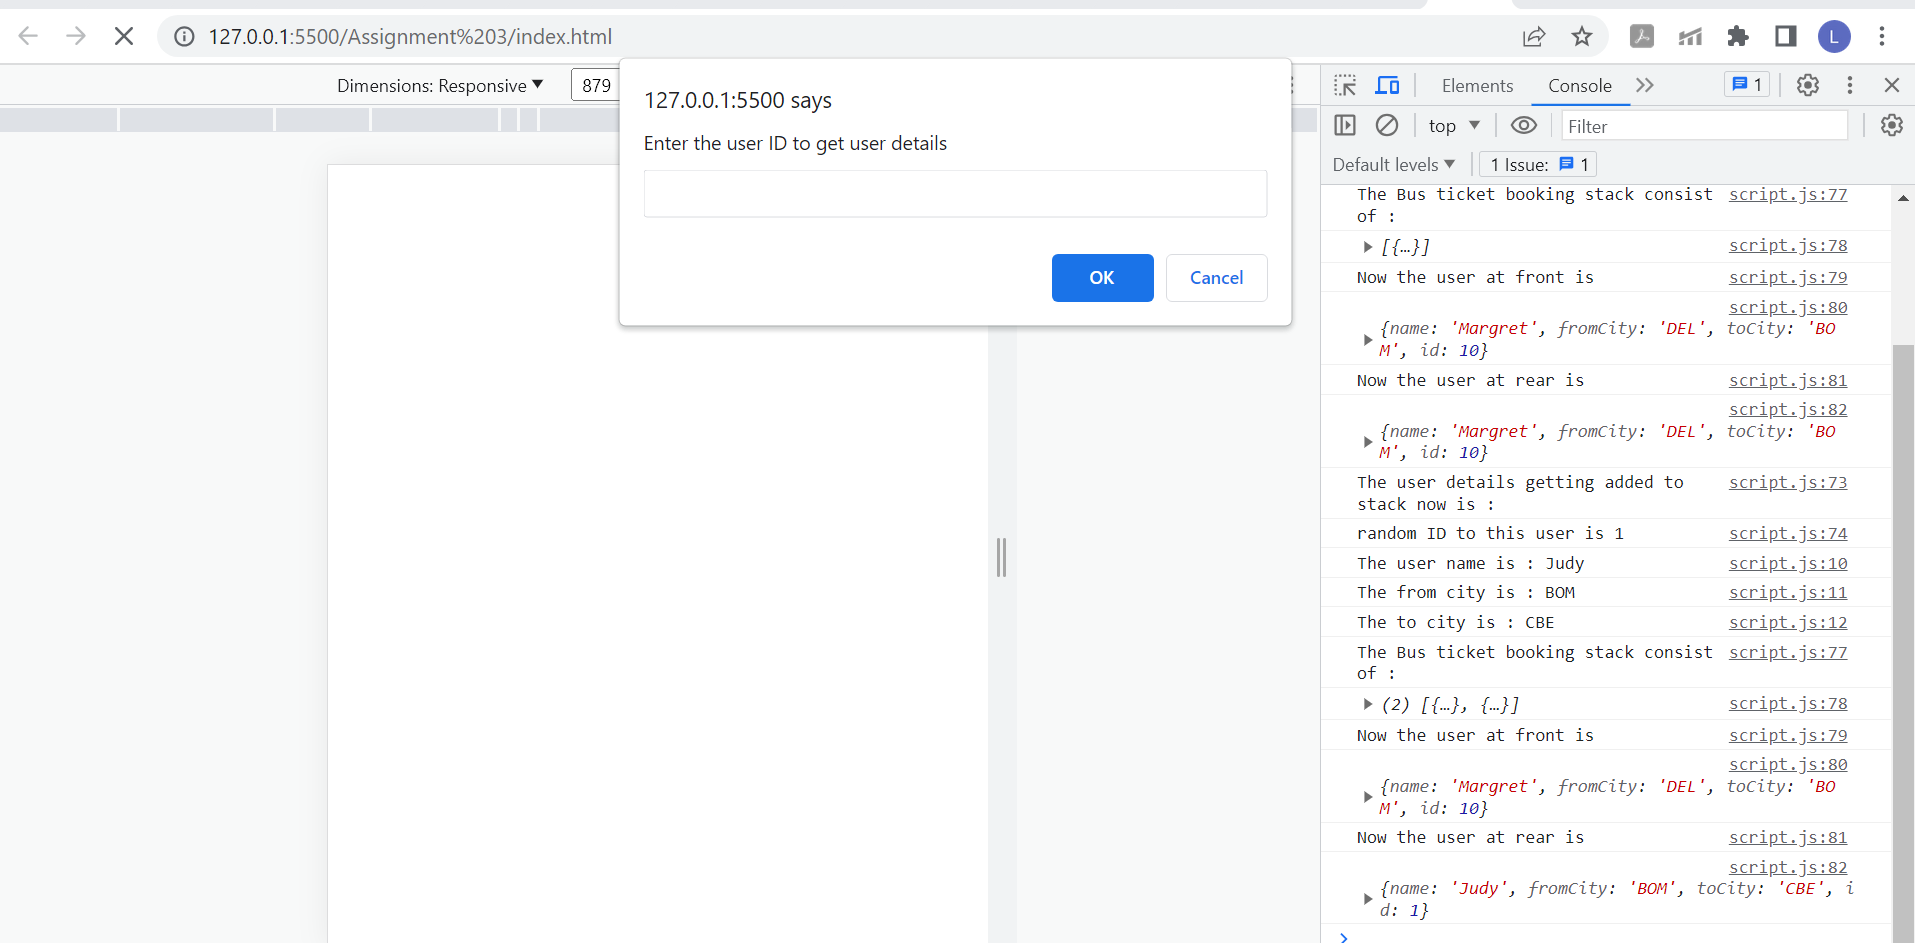 127.0.0.1:5500/Assignment%203/index.html
L
Dimensions: Responsive
879
127.0.0.1:5500 says
Enter the user ID to get user details
OK
Cancel
Elements
Console
1
top
Filter
Default levels
1 Issue:
1
The Bus ticket booking stack consist script.js:77
of :
[{…}] script.js:78
Now the user at front is script.js:79
script.js:80
{name: 'Margret', fromCity: 'DEL', toCity: 'BO
M', id: 10}
Now the user at rear is script.js:81
script.js:82
{name: 'Margret', fromCity: 'DEL', toCity: 'BO
M', id: 10}
The user details getting added to script.js:73
stack now is :
random ID to this user is 1 script.js:74
The user name is : Judy script.js:10
The from city is : BOM script.js:11
The to city is : CBE script.js:12
The Bus ticket booking stack consist script.js:77
of :
(2) [{…}, {…}] script.js:78
Now the user at front is script.js:79
script.js:80
{name: 'Margret', fromCity: 'DEL', toCity: 'BO
M', id: 10}
Now the user at rear is script.js:81
script.js:82
{name: 'Judy', fromCity: 'BOM', toCity: 'CBE', i
d: 1}